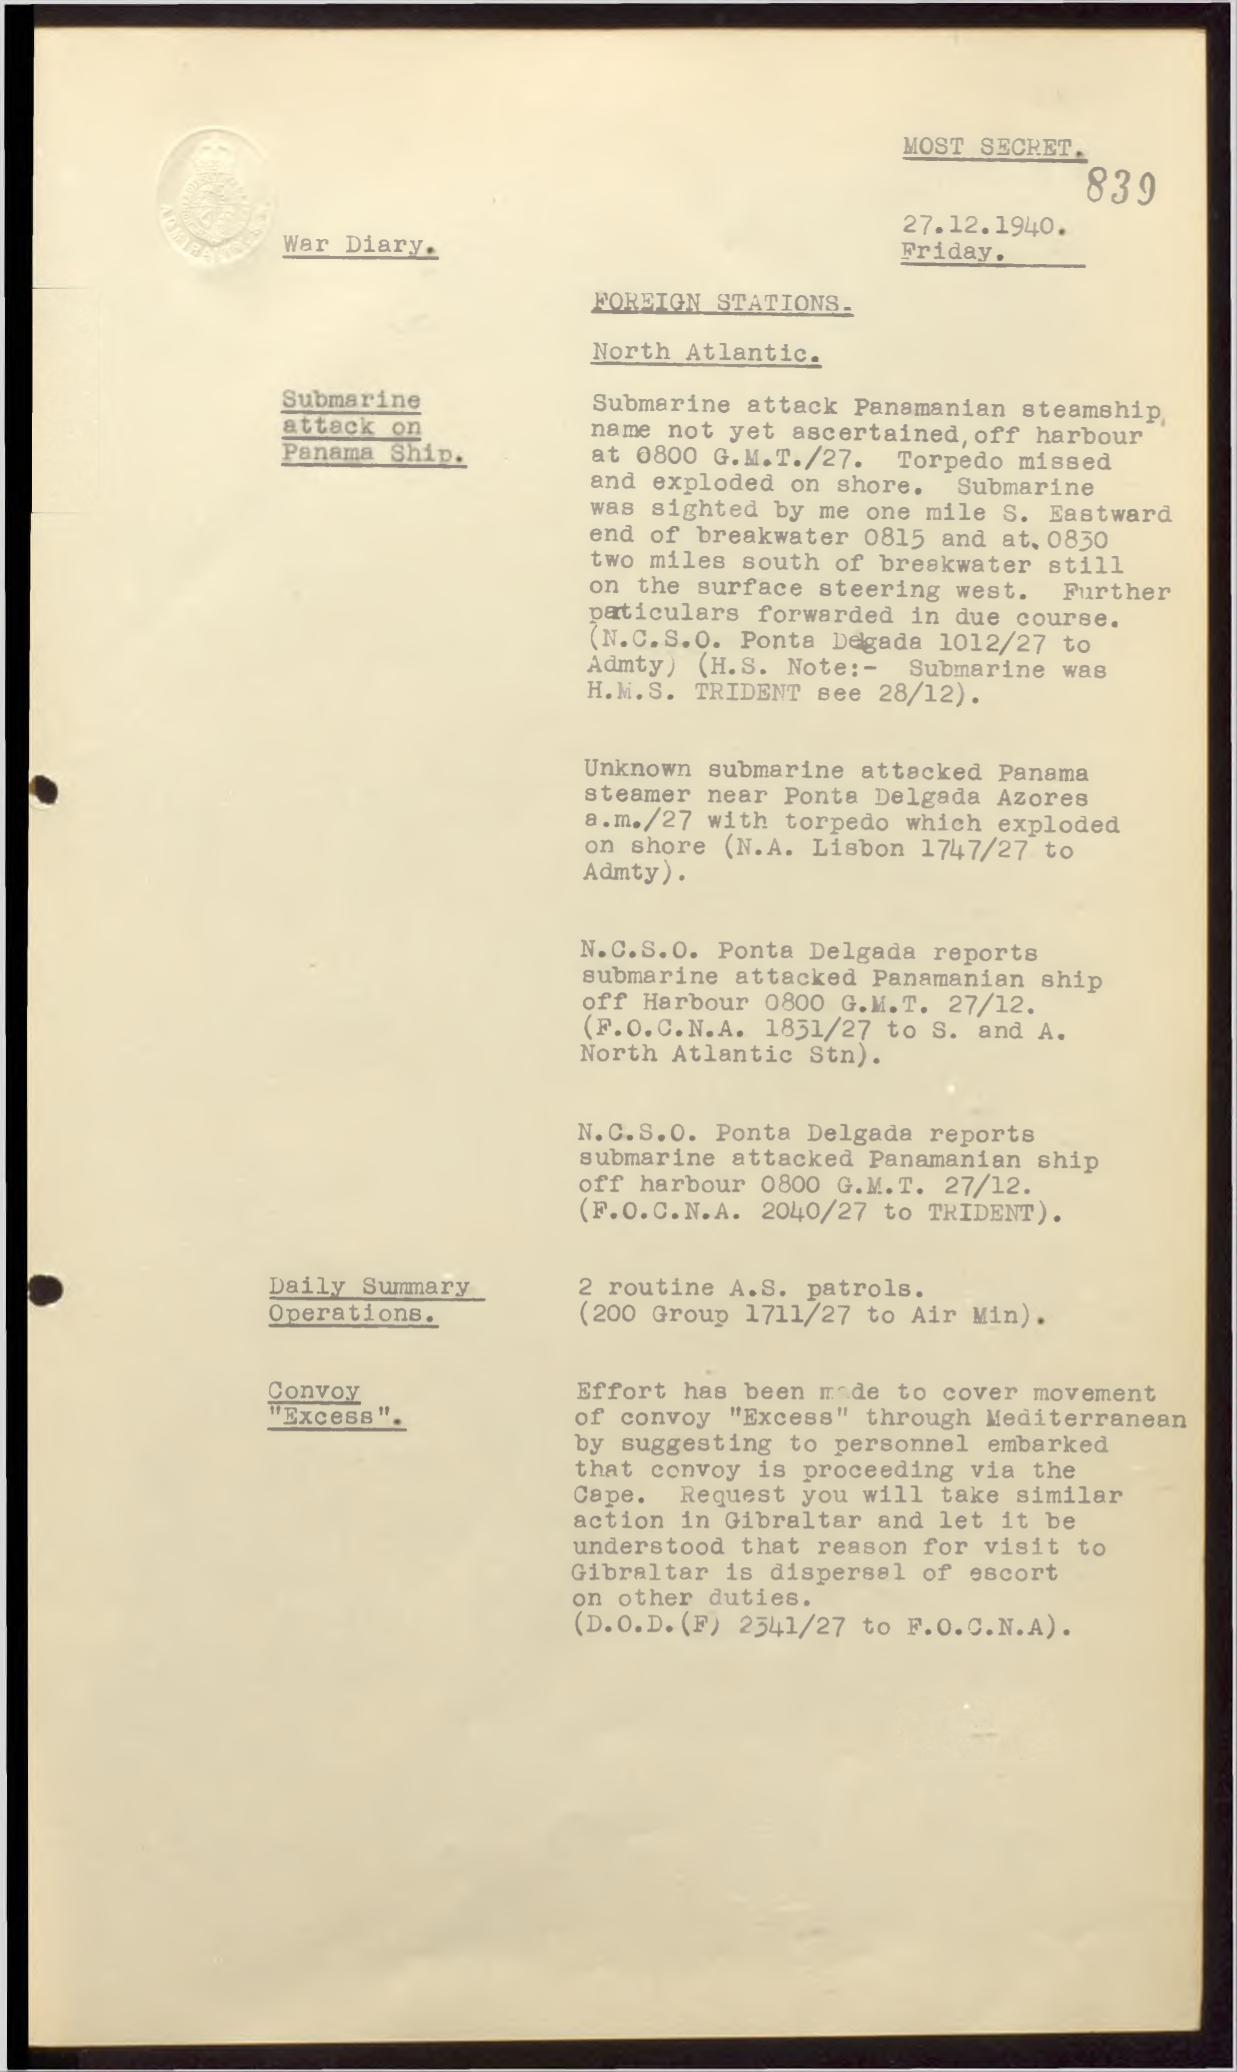 MOST SECRET.
839
27.12.1940.
Friday.
War Diary.
FOREIGN STATIONS.
North Atlantic.
Submarine
attack on
Panama Ship.
Submarine attack Panamanian steamship,
name not yet ascertained, off harbour
at 0800 G.M.T./27. Torpedo missed
and exploded on shore. Submarine
was sighted by me one mile S. Eastward
end of breakwater 0815 and at. 0830
two miles south of breakwater still
on the surface steering west. Further
paticulars forwarded in due course.
(N.C.S.O. Ponta Delgada 1012/27 to
Admty) (H.S. Note:- Submarine was
H.M.S. TRIDENT see 28/12).
Unknown submarine attacked Panama
steamer near Ponta Delgada Azores
a.m./27 with torpedo which exploded
on shore (N.A. Lisbon 1747/27 to
Admty).
N.C.S.O. Ponta Delgada reports
submarine attacked Panamanian ship
off Harbour 0800 G.M.T. 27/12.
(F.O.C.N.A. 1831/27 to S. and A.
North Atlantic Stn).
N.C.S.O. Ponta Delgada reports
submarine attacked Panamanian ship
off harbour 0800 G.M.T. 27/12.
(F.O.C.N.A. 2040/27 to TRIDENT).
Daily Summary
Operations.
2 routine A.S. patrols.
(200 Group 1711/27 to Air Min).
Convoy
"Excess".
Effort has been made to cover movement
of convoy "Excess" through Mediterranean
by suggesting to personnel embarked
that convoy is proceeding via the
Cape. Request you will take similar
action in Gibraltar and let it be
understood that reason for visit to
Gibraltar is dispersal of escort
on other duties.
(D.O.D.(F) 2341/27 to F.O.C.N.A).